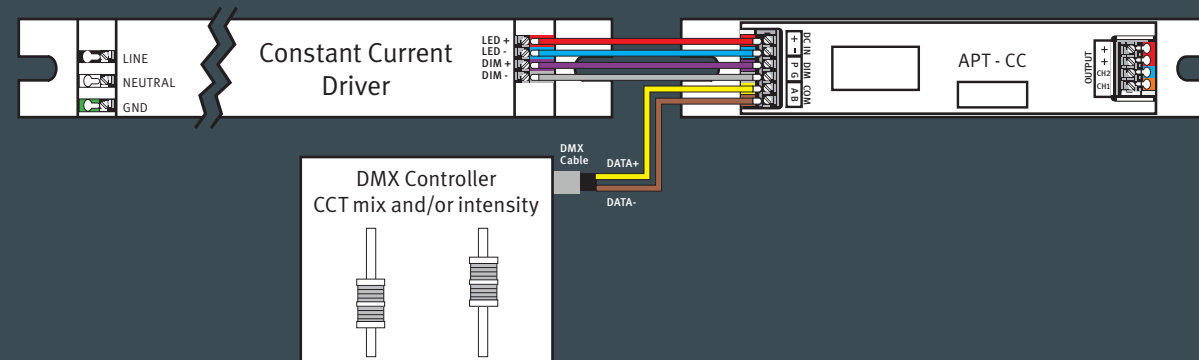 LINE
NEUTRAL
GND
Constant Current
Driver
LED +
LED -
DIM +
DIM -
+ -
P G
A B
DC IN
DIM
COM
APT - CC
OUTPUT
+
+
CH2
CH1
DMX
Cable
DATA+
DATA-
DMX Controller
CCT mix and/or intensity